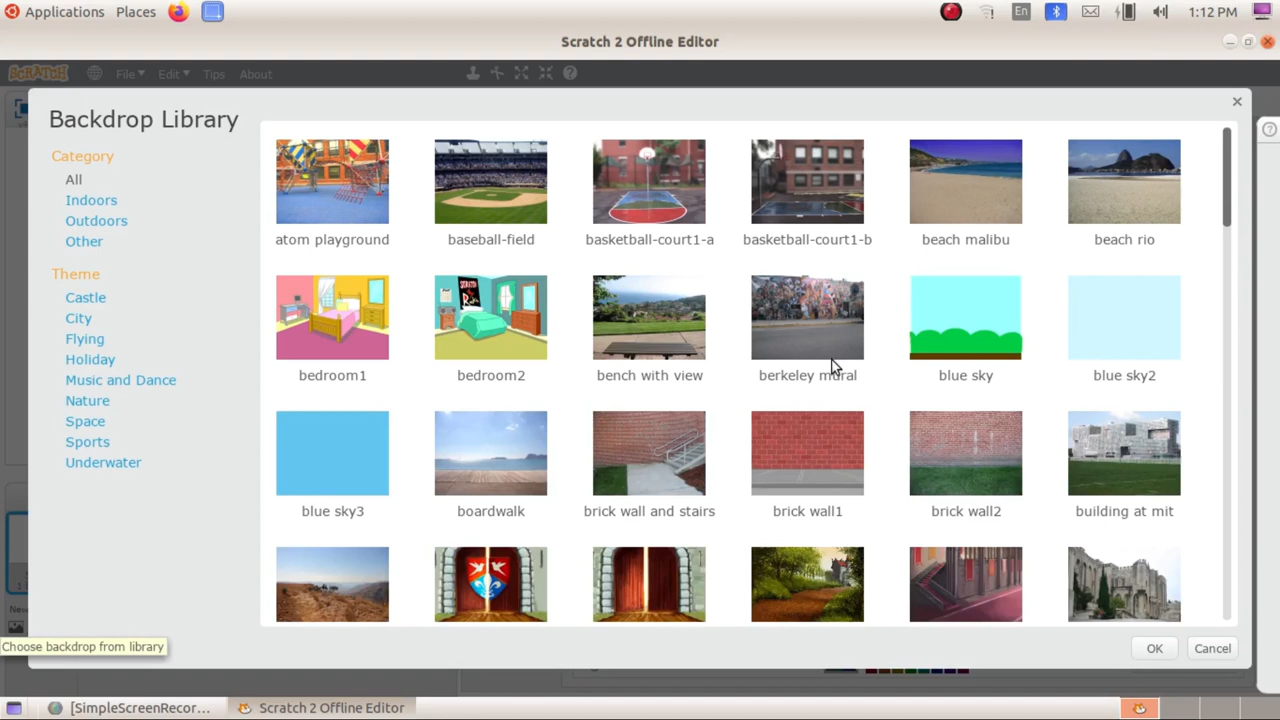 Applications Places En 1:12 PM
Scratch 2 Offline Editor
SCRATCH File Edit Tips About
Backdrop Library
Category
All
Indoors
Outdoors
Other
Theme
Castle
City
Flying
Holiday
Music and Dance
Nature
Space
Sports
Underwater
atom playground baseball-field basketball-court1-a basketball-court1-b beach malibu beach rio
bedroom1 bedroom2 bench with view berkeley mural blue sky blue sky2
blue sky3 boardwalk brick wall and stairs brick wall1 brick wall2 building at mit
Choose backdrop from library
OK Cancel
[SimpleScreenRecor... Scratch 2 Offline Editor